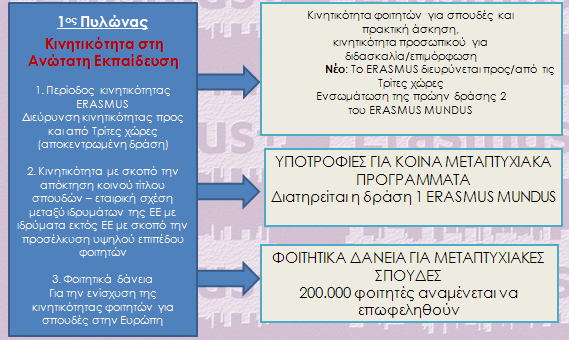 1ος Πυλώνας
Κινητικότητα στη
Ανώτατη Εκπαίδευση
1. Περίοδος κινητικότητας
ERASMUS
Διεύρυνση κινητικότητας προς
και από Τρίτες χώρες
(αποκεντρωμένη δράση)
2. Κινητικότητα με σκοπό την
απόκτηση κοινού τίτλου
σπουδών – εταιρική σχέση
μεταξύ ιδρυμάτων της ΕΕ με
ιδρύματα εκτός ΕΕ με σκοπό την
προσέλκυση υψηλού επιπέδου
φοιτητών
3. Φοιτητικά δάνεια
Για την ενίσχυση της
κινητικότητας φοιτητών για
σπουδές στην Ευρώπη
Κινητικότητα φοιτητών για σπουδές και
πρακτική άσκηση,
κινητικότητα προσωπικού για
διδασκαλία/επιμόρφωση
Νέο: Το ERASMUS διευρύνεται προς/από τις
Τρίτες χώρες
Ενσωμάτωση της πρώην δράσης 2
του ERASMUS MUNDUS
ΥΠΟΤΡΟΦΙΕΣ ΓΙΑ ΚΟΙΝΑ ΜΕΤΑΠΤΥΧΙΑΚΑ
ΠΡΟΓΡΑΜΜΑΤΑ
Διατηρείται η δράση 1 ERASMUS MUNDUS
ΦΟΙΤΗΤΙΚΑ ΔΑΝΕΙΑ ΓΙΑ ΜΕΤΑΠΤΥΧΙΑΚΕΣ
ΣΠΟΥΔΕΣ
200.000 φοιτητές αναμένεται να
επωφεληθούν